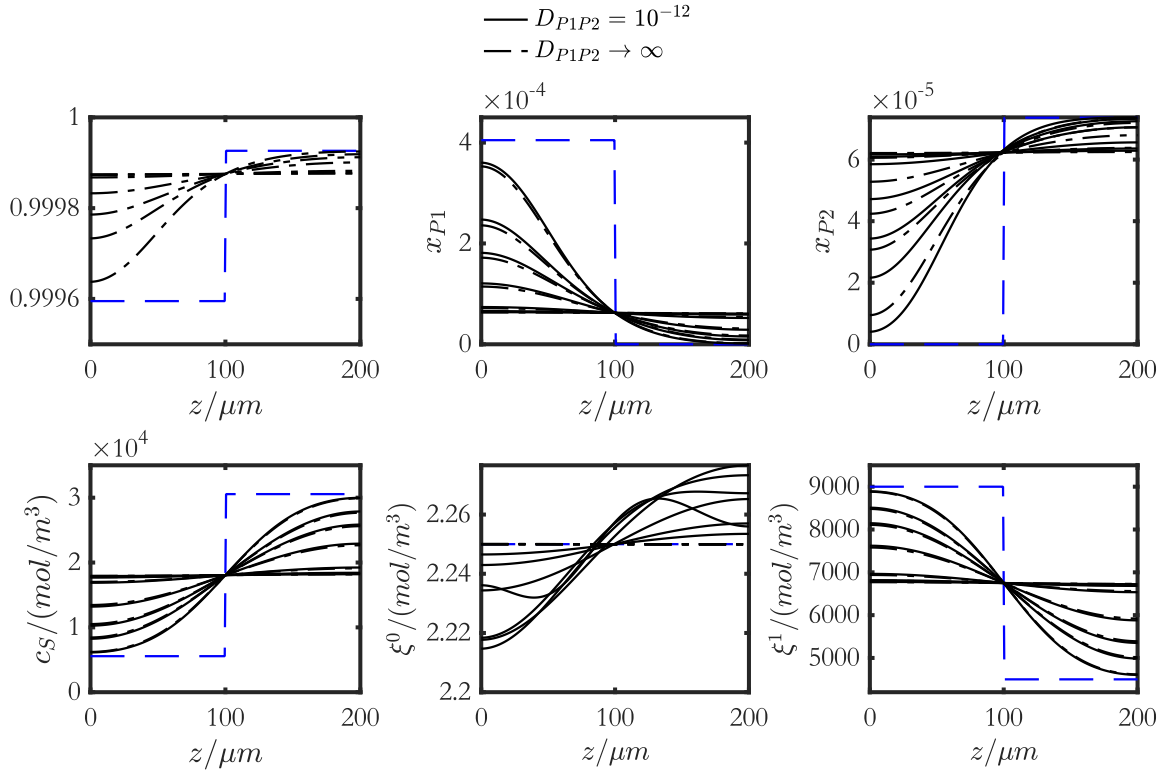 D_{P1P2} = 10^{-12}
D_{P1P2} → ∞
1
0.9998
0.9996
0 100 200
z/μm
×10^{-4}
4
2
0
x_{P1}
0 100 200
z/μm
×10^{-5}
6
4
2
0
x_{P2}
0 100 200
z/μm
×10^4
3
2
1
0
c_S/(mol/m^3)
0 100 200
z/μm
2.26
2.24
2.22
2.2
ξ^0/(mol/m^3)
0 100 200
z/μm
9000
8000
7000
6000
5000
ξ^1/(mol/m^3)
0 100 200
z/μm